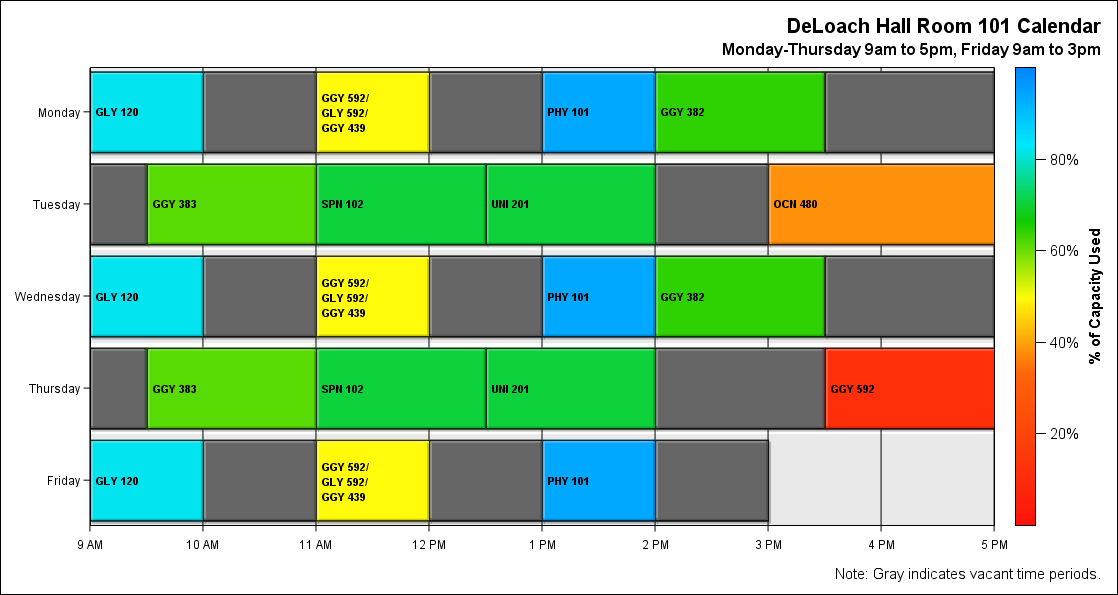 DeLoach Hall Room 101 Calendar
Monday-Thursday 9am to 5pm, Friday 9am to 3pm
Monday
GLY 120
GGY 592/
GLY 592/
GGY 439
PHY 101
GGY 382
Tuesday
GGY 383
SPN 102
UNI 201
OCN 480
Wednesday
GLY 120
GGY 592/
GLY 592/
GGY 439
PHY 101
GGY 382
Thursday
GGY 383
SPN 102
UNI 201
GGY 592
Friday
GLY 120
GGY 592/
GLY 592/
GGY 439
PHY 101
9 AM
10 AM
11 AM
12 PM
1 PM
2 PM
3 PM
4 PM
5 PM
80%
60%
40%
20%
% of Capacity Used
Note: Gray indicates vacant time periods.